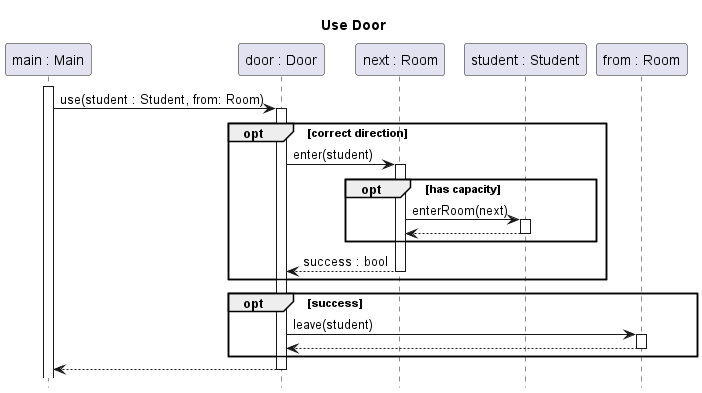 Use Door
main : Main
door : Door
next : Room
student : Student
from : Room
use(student : Student, from: Room)
opt
[correct direction]
enter(student)
opt
[has capacity]
enterRoom(next)
success : bool
opt
[success]
leave(student)